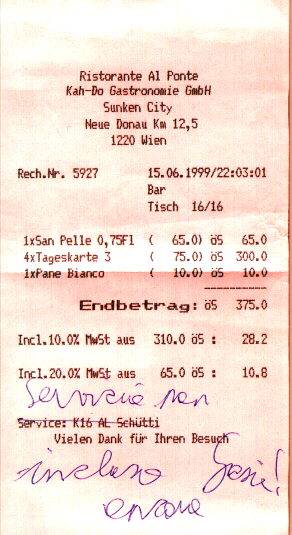 Ristorante Al Ponte
Kah-Do Gastronomie GmbH
Sunken City
Neue Donau Km 12,5
1220 Wien
Rech.Nr. 5927 15.06.1999/22:03:01
Bar
Tisch 16/16
1xSan Pelle 0,75Fl ( 65.0) öS 65.0
4xTageskarte 3 ( 75.0) öS 300.0
1xPane Bianco ( 10.0) öS 10.0
Endbetrag: öS 375.0
Incl.10.0% MwSt aus 310.0 öS : 28.2
Incl.20.0% MwSt aus 65.0 öS : 10.8
Service: K16 AL Schütti
Vielen Dank für Ihren Besuch
incluso